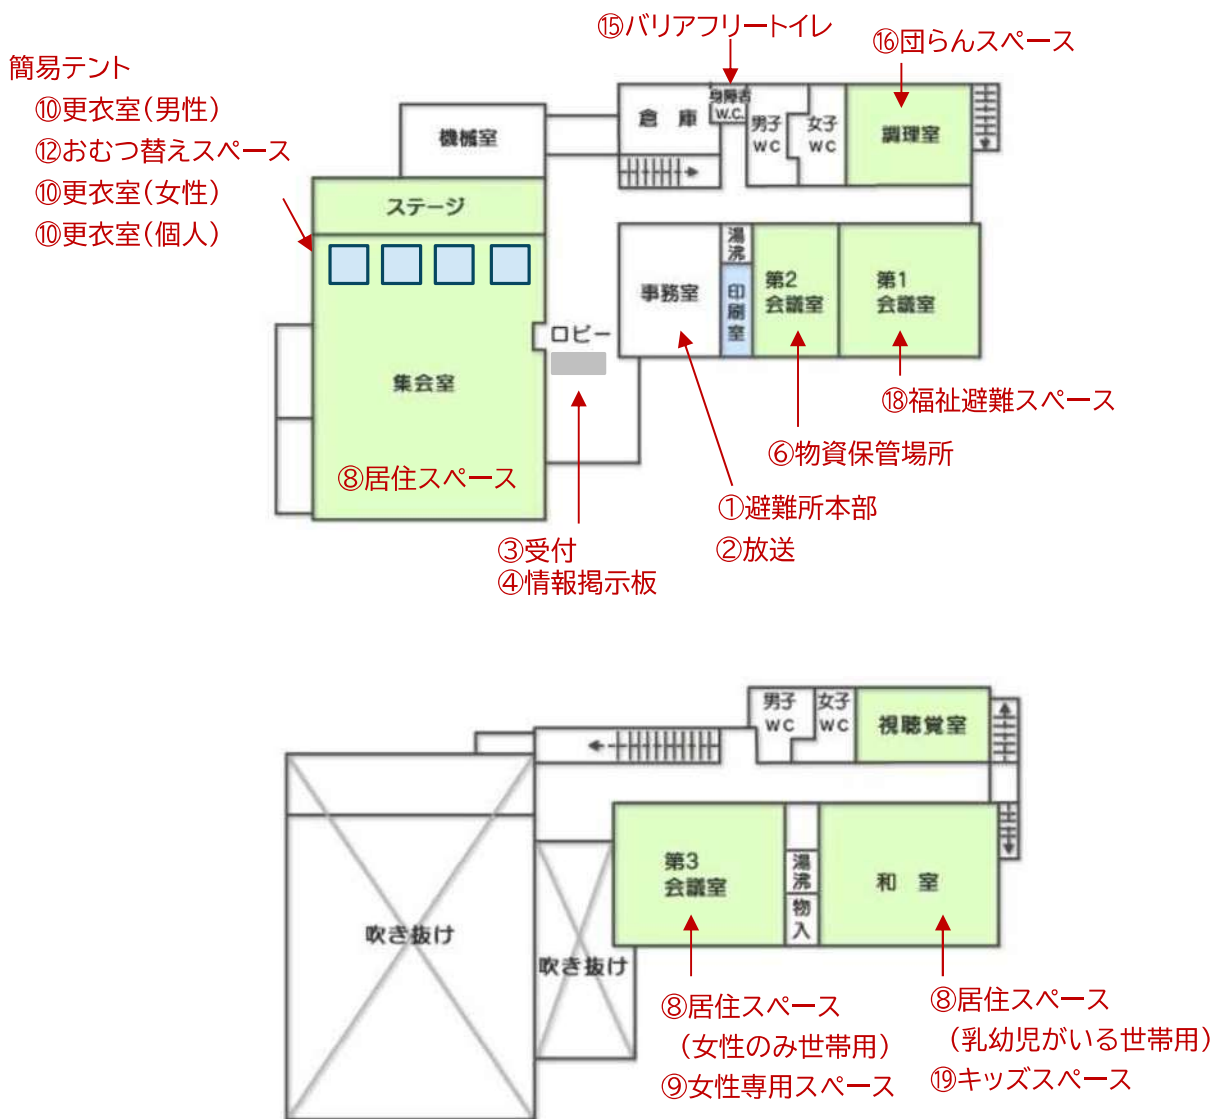 ⑮バリアフリートイレ
⑯団らんスペース
簡易テント
⑩更衣室(男性)
⑫おむつ替えスペース
⑩更衣室(女性)
⑩更衣室(個人)
機械室
倉 庫
身障者
W.C.
男子
WC
女子
WC
調理室
ステージ
事務室
湯沸
印刷室
第2
会議室
第1
会議室
ロビー
集会室
⑧居住スペース
⑱福祉避難スペース
⑥物資保管場所
①避難所本部
②放送
③受付
④情報掲示板
男子
WC
女子
WC
視聴覚室
第3
会議室
湯沸
物入
和 室
吹き抜け
吹き抜け
⑧居住スペース
(女性のみ世帯用)
⑨女性専用スペース
⑧居住スペース
(乳幼児がいる世帯用)
⑲キッズスペース